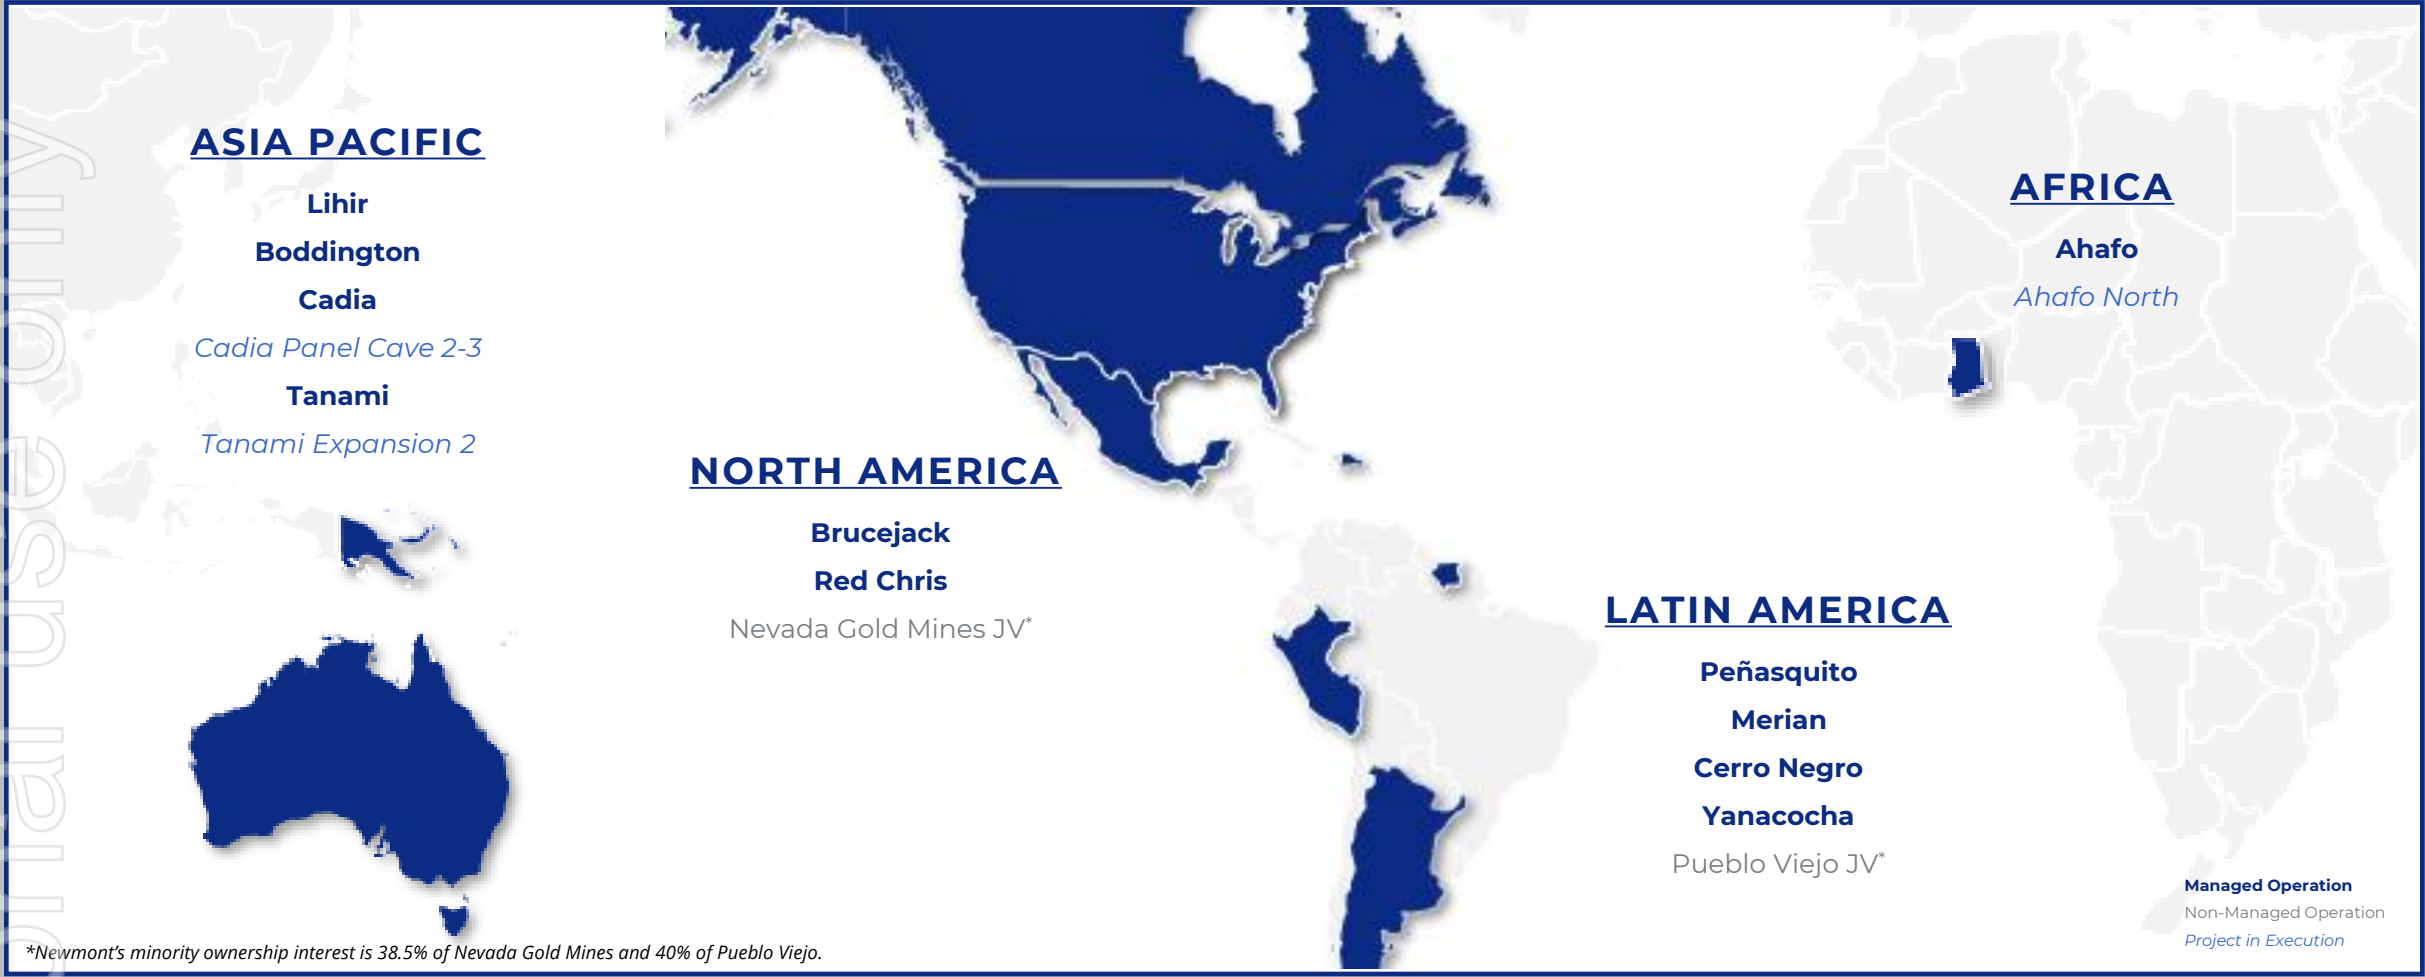 ASIA PACIFIC
Lihir
Boddington
Cadia
Cadia Panel Cave 2-3
Tanami
Tanami Expansion 2
NORTH AMERICA
Brucejack
Red Chris
Nevada Gold Mines JV*
LATIN AMERICA
Peñasquito
Merian
Cerro Negro
Yanacocha
Pueblo Viejo JV*
AFRICA
Ahafo
Ahafo North
Managed Operation
Non-Managed Operation
Project in Execution
*Newmont's minority ownership interest is 38.5% of Nevada Gold Mines and 40% of Pueblo Viejo.
onal use only